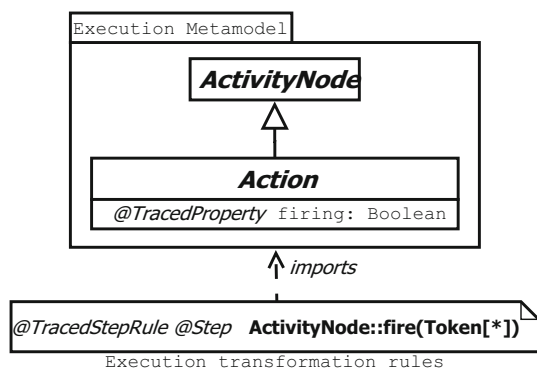 Execution Metamodel
ActivityNode
Action
@TracedProperty firing: Boolean
imports
@TracedStepRule @Step ActivityNode::fire(Token[*])
Execution transformation rules